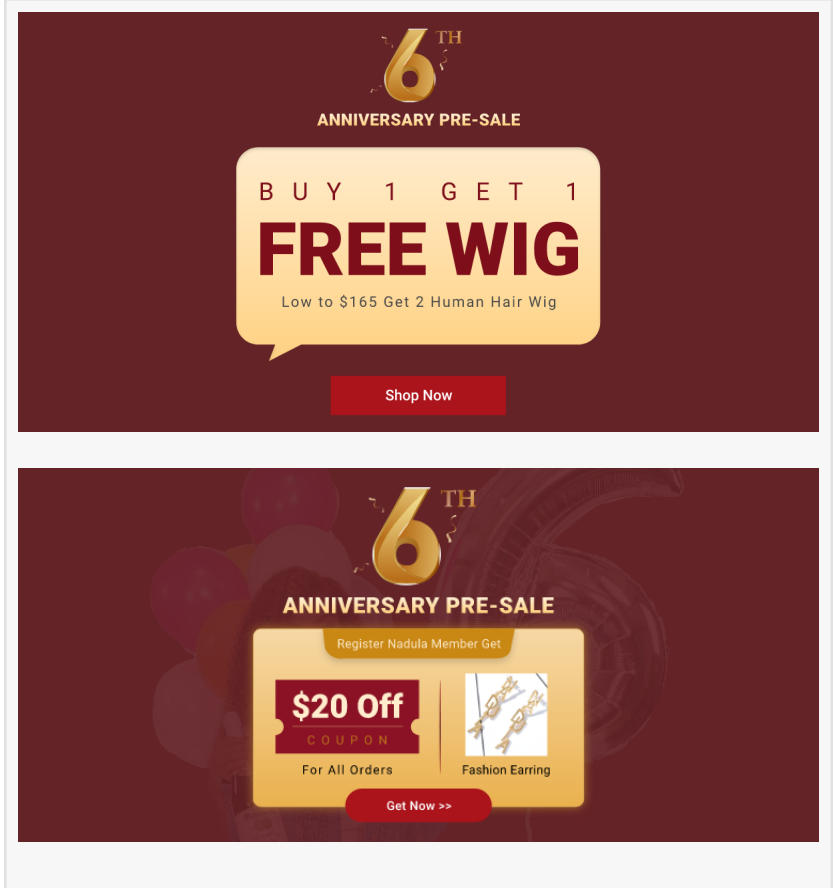 6TH
ANNIVERSARY PRE-SALE
BUY 1 GET 1
FREE WIG
Low to $165 Get 2 Human Hair Wig
Shop Now
6TH
ANNIVERSARY PRE-SALE
Register Nadula Member Get
$20 Off
COUPON
For All Orders
Fashion Earring
Get Now >>